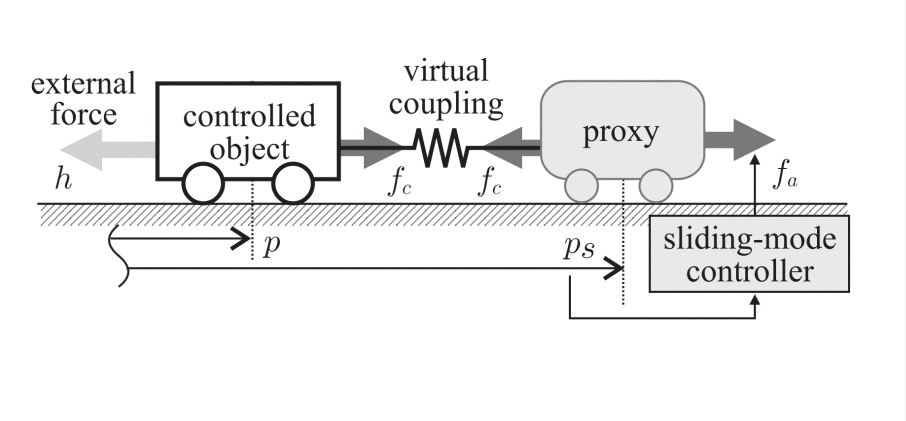 external
force
h
controlled
object
virtual
coupling
f_c
f_c
proxy
f_a
p
p_s
sliding-mode
controller